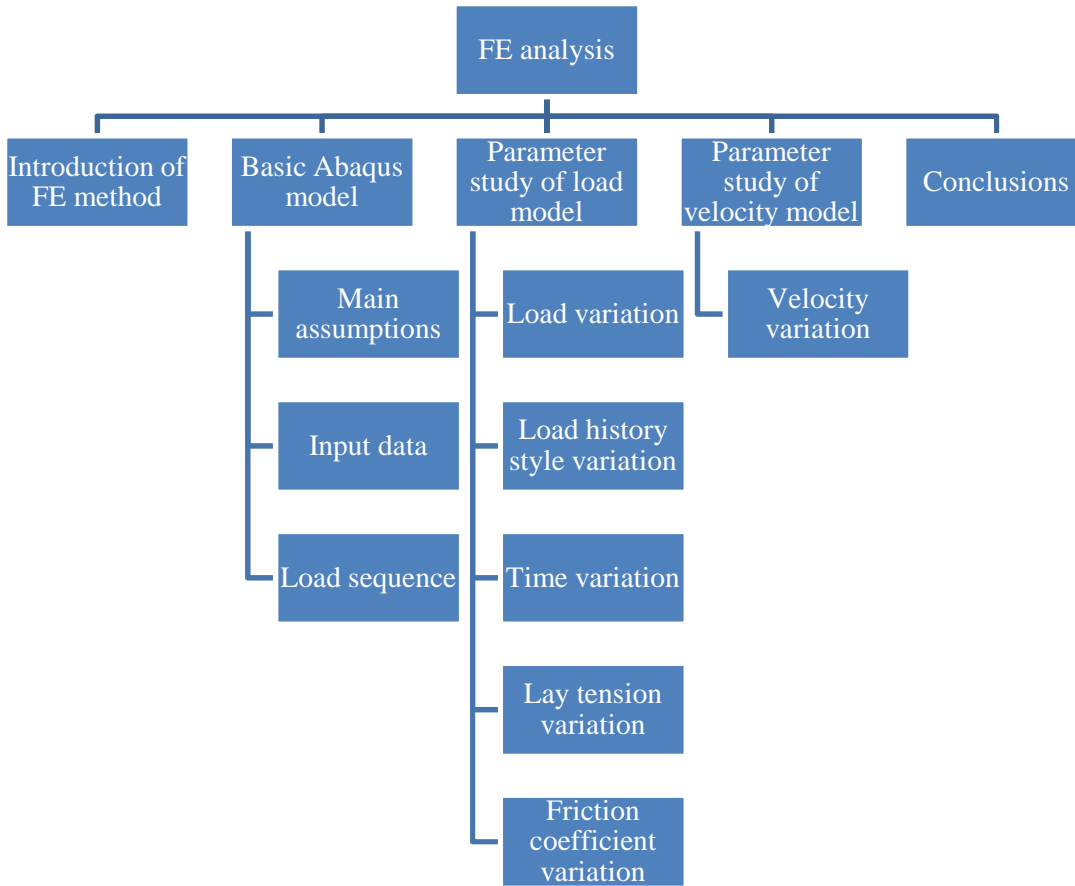 FE analysis
Introduction of
FE method
Basic Abaqus
model
Parameter
study of load
model
Parameter
study of
velocity model
Conclusions
Main
assumptions
Input data
Load sequence
Load variation
Load history
style variation
Time variation
Lay tension
variation
Friction
coefficient
variation
Velocity
variation